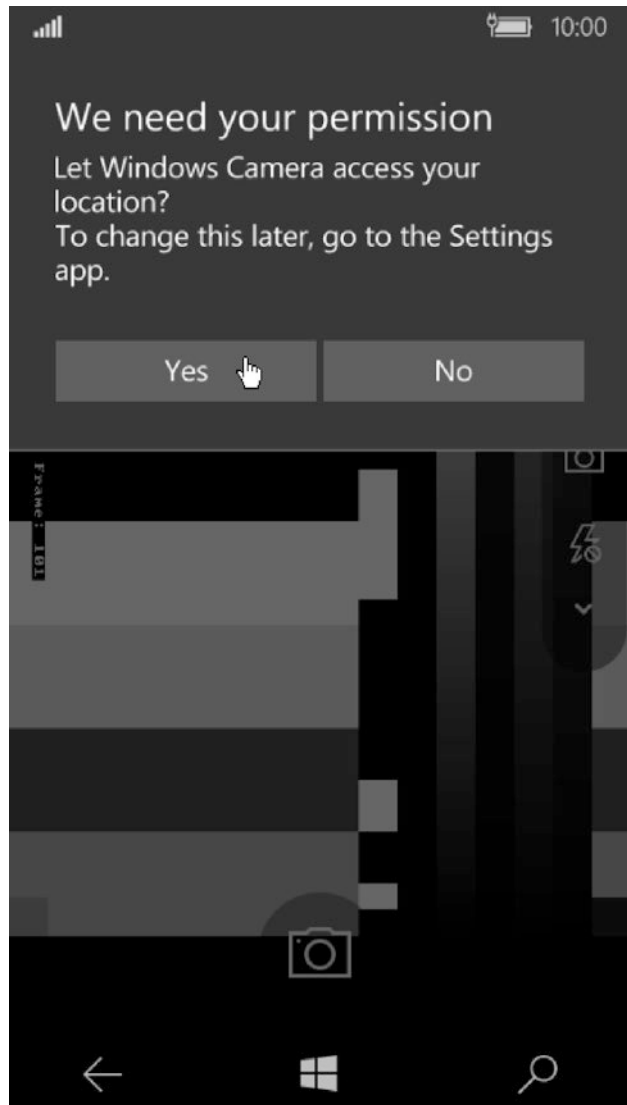 10:00
We need your permission
Let Windows Camera access your
location?
To change this later, go to the Settings
app.
Yes
No
Frame: 101